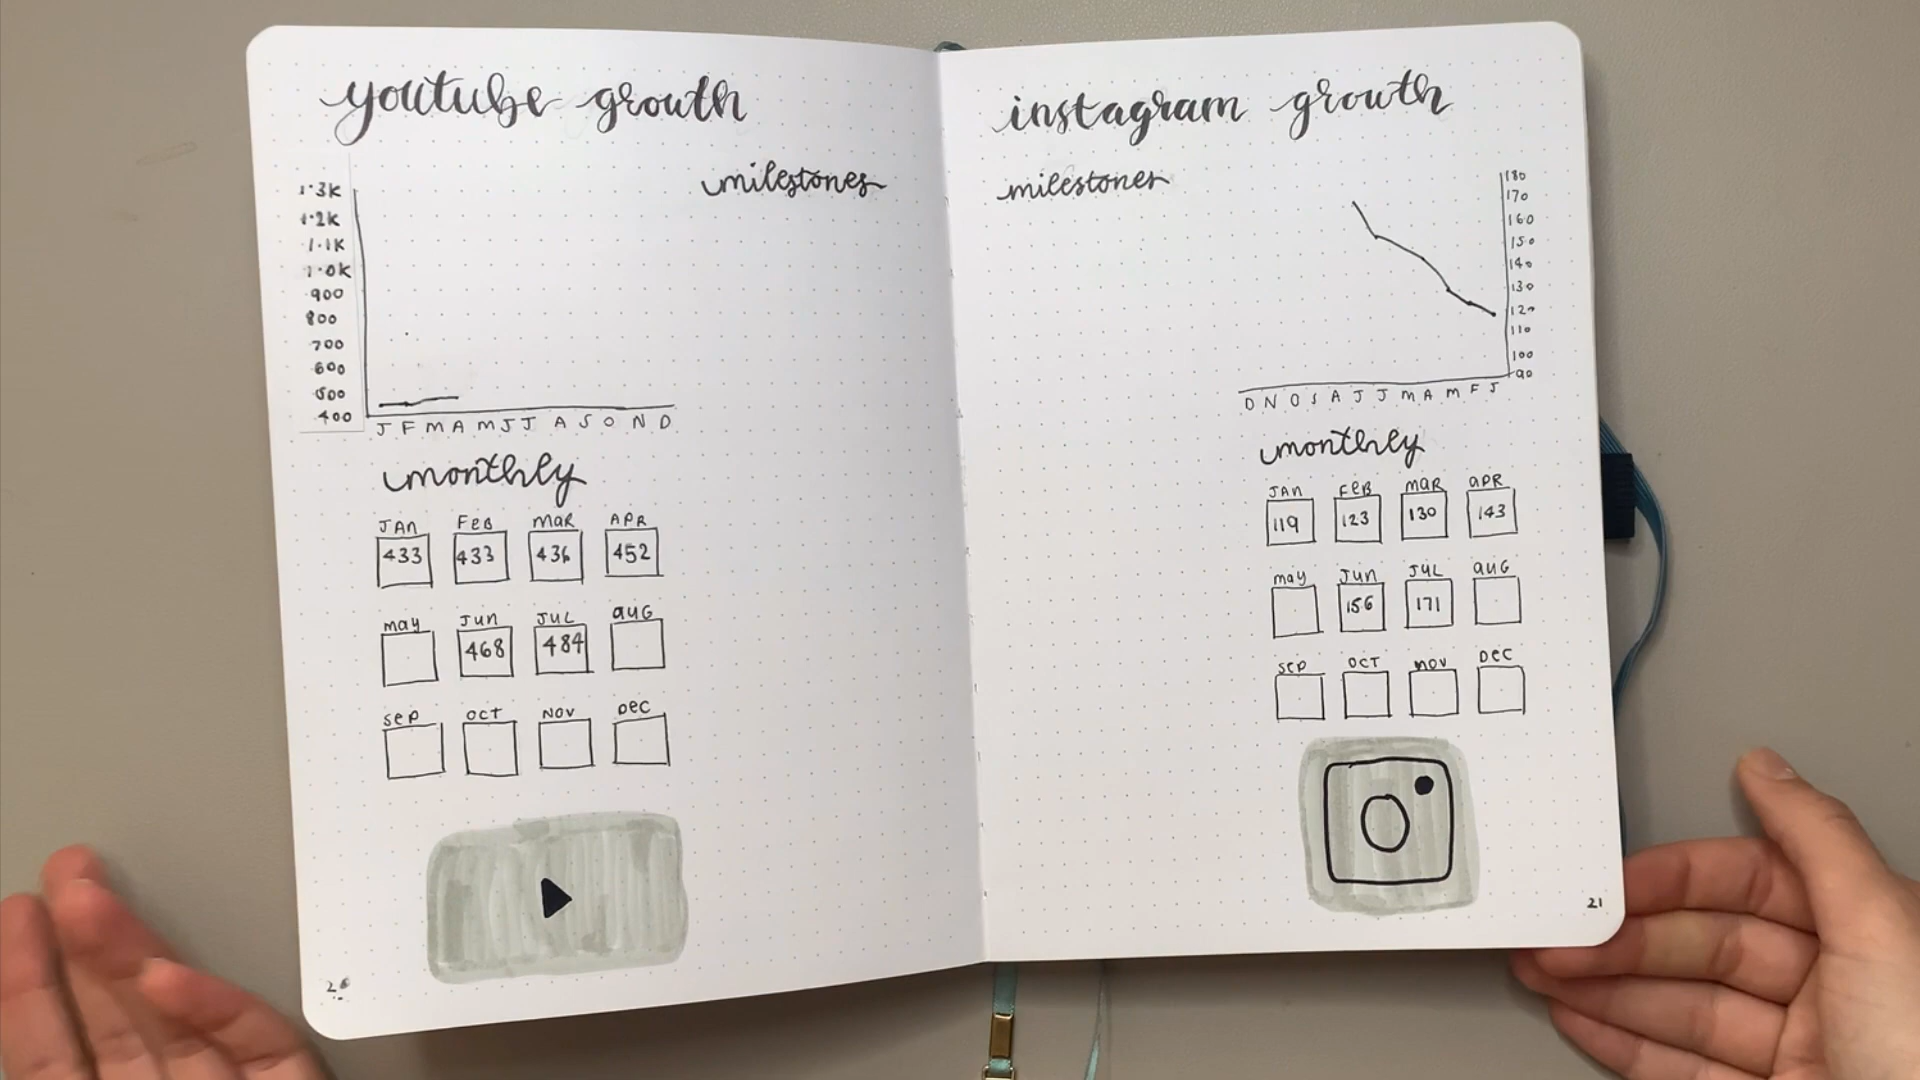 youtube growth
milestones
1.3K
1.2K
1.1K
1.0K
900
800
700
600
500
400
J F M A M J J A S O N D
monthly
JAN FEB MAR APR
433 433 436 452
may Jun JUL aug
468 484
sep OCT NOV DEC
instagram growth
milestones
180
170
160
150
140
130
120
110
100
90
D N O S A J J M A M F J
monthly
JAN FEB MAR APR
119 123 130 143
may Jun JUL aug
156 171
sep OCT NOV DEC
21